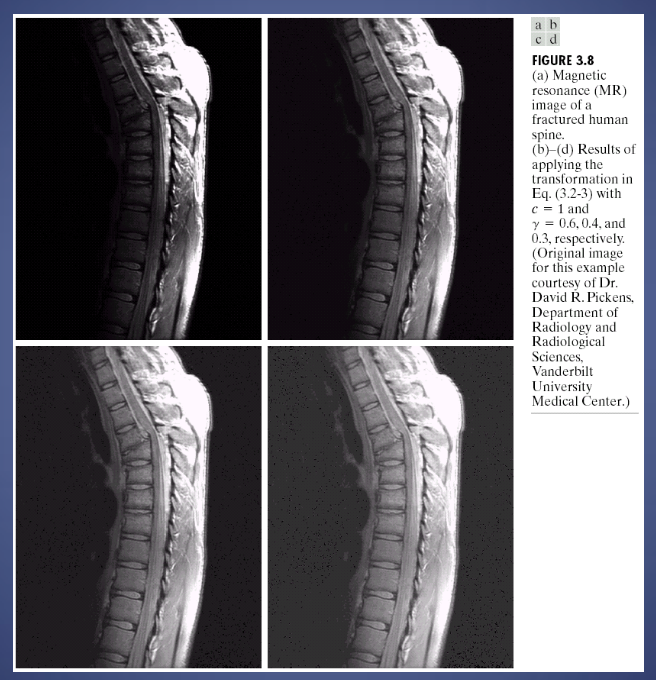 a b
c d
FIGURE 3.8
(a) Magnetic
resonance (MR)
image of a
fractured human
spine.
(b)–(d) Results of
applying the
transformation in
Eq. (3.2-3) with
c = 1 and
γ = 0.6, 0.4, and
0.3, respectively.
(Original image
for this example
courtesy of Dr.
David R. Pickens,
Department of
Radiology and
Radiological
Sciences,
Vanderbilt
University
Medical Center.)